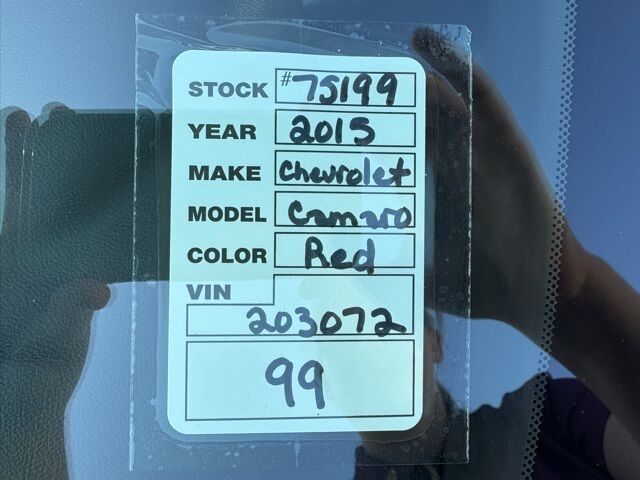 STOCK #75199
YEAR 2015
MAKE Chevrolet
MODEL Camaro
COLOR Red
VIN
203072
99